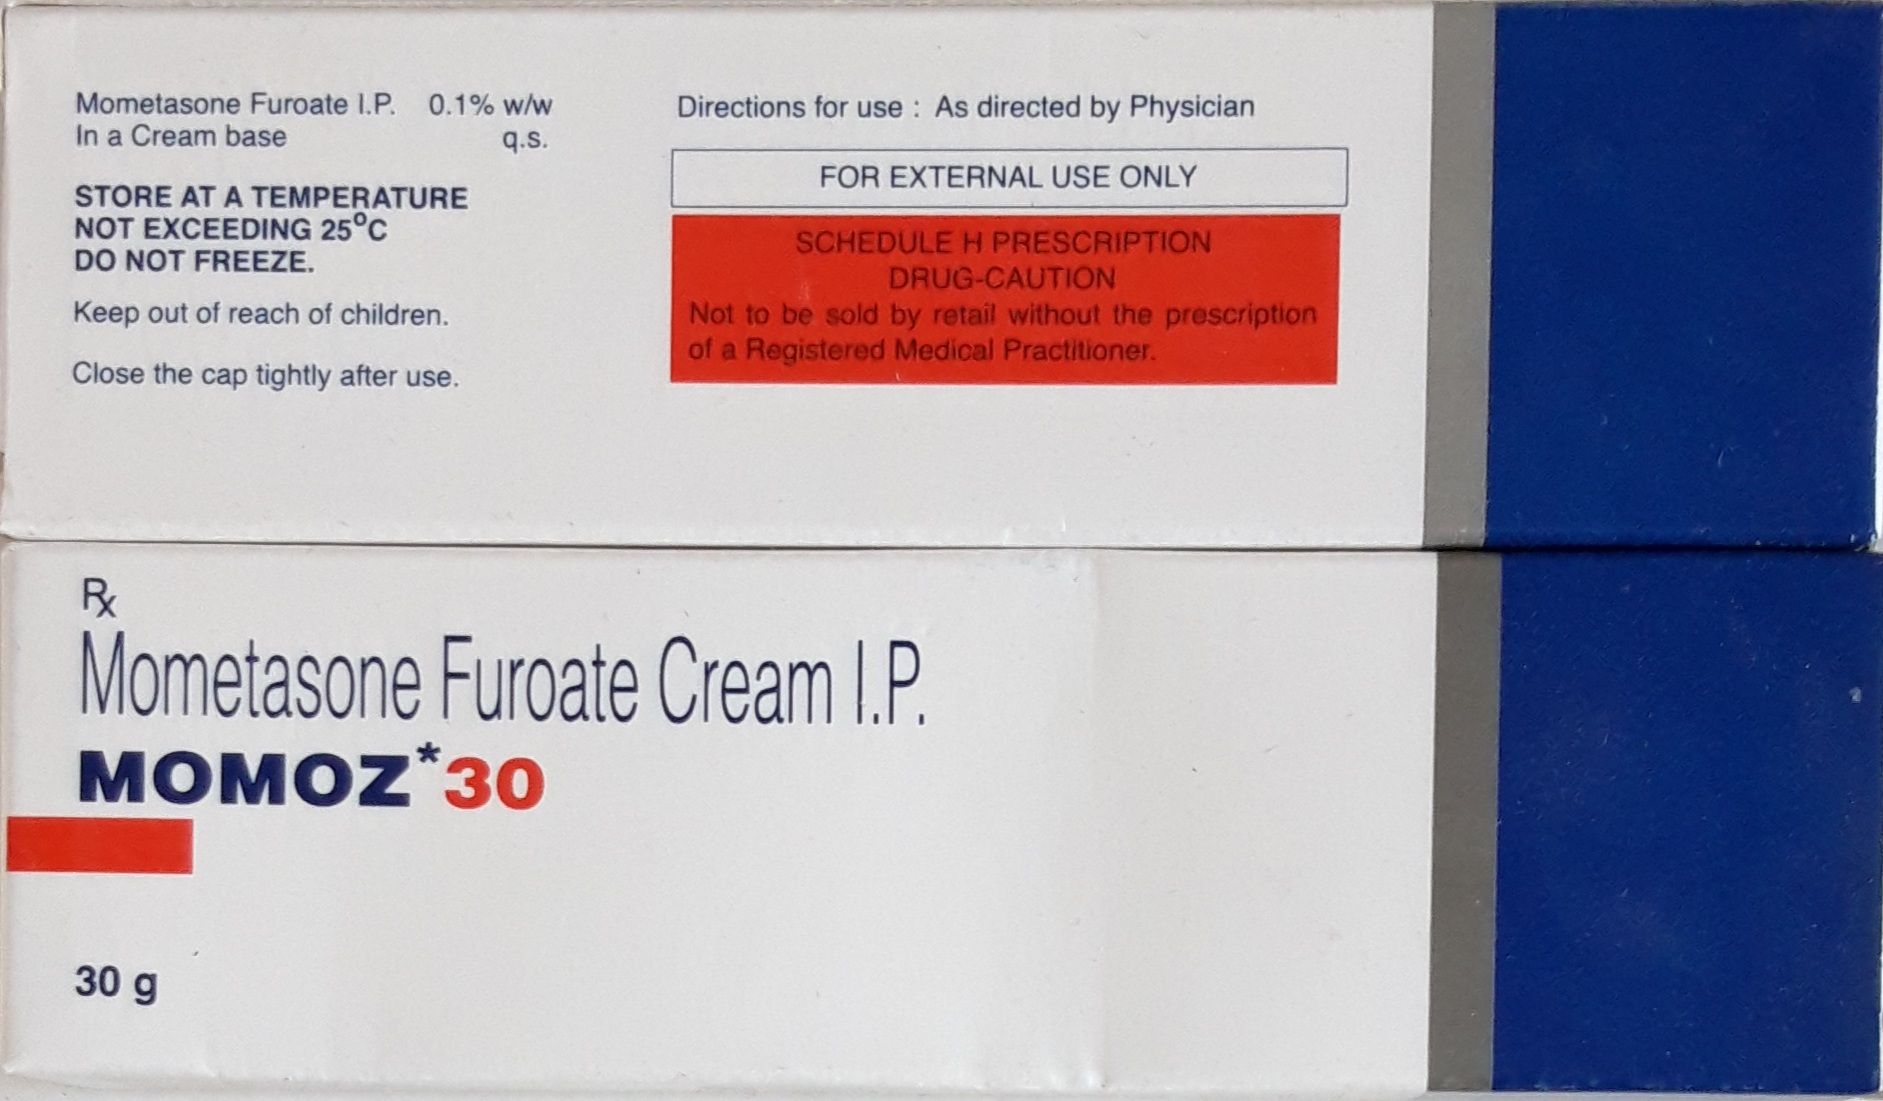 Mometasone Furoate I.P. 0.1% w/w
In a Cream base q.s.
STORE AT A TEMPERATURE
NOT EXCEEDING 25°C
DO NOT FREEZE.
Keep out of reach of children.
Close the cap tightly after use.
Directions for use : As directed by Physician
FOR EXTERNAL USE ONLY
SCHEDULE H PRESCRIPTION
DRUG-CAUTION
Not to be sold by retail without the prescription
of a Registered Medical Practitioner.
Rx
Mometasone Furoate Cream I.P.
MOMOZ*30
30 g